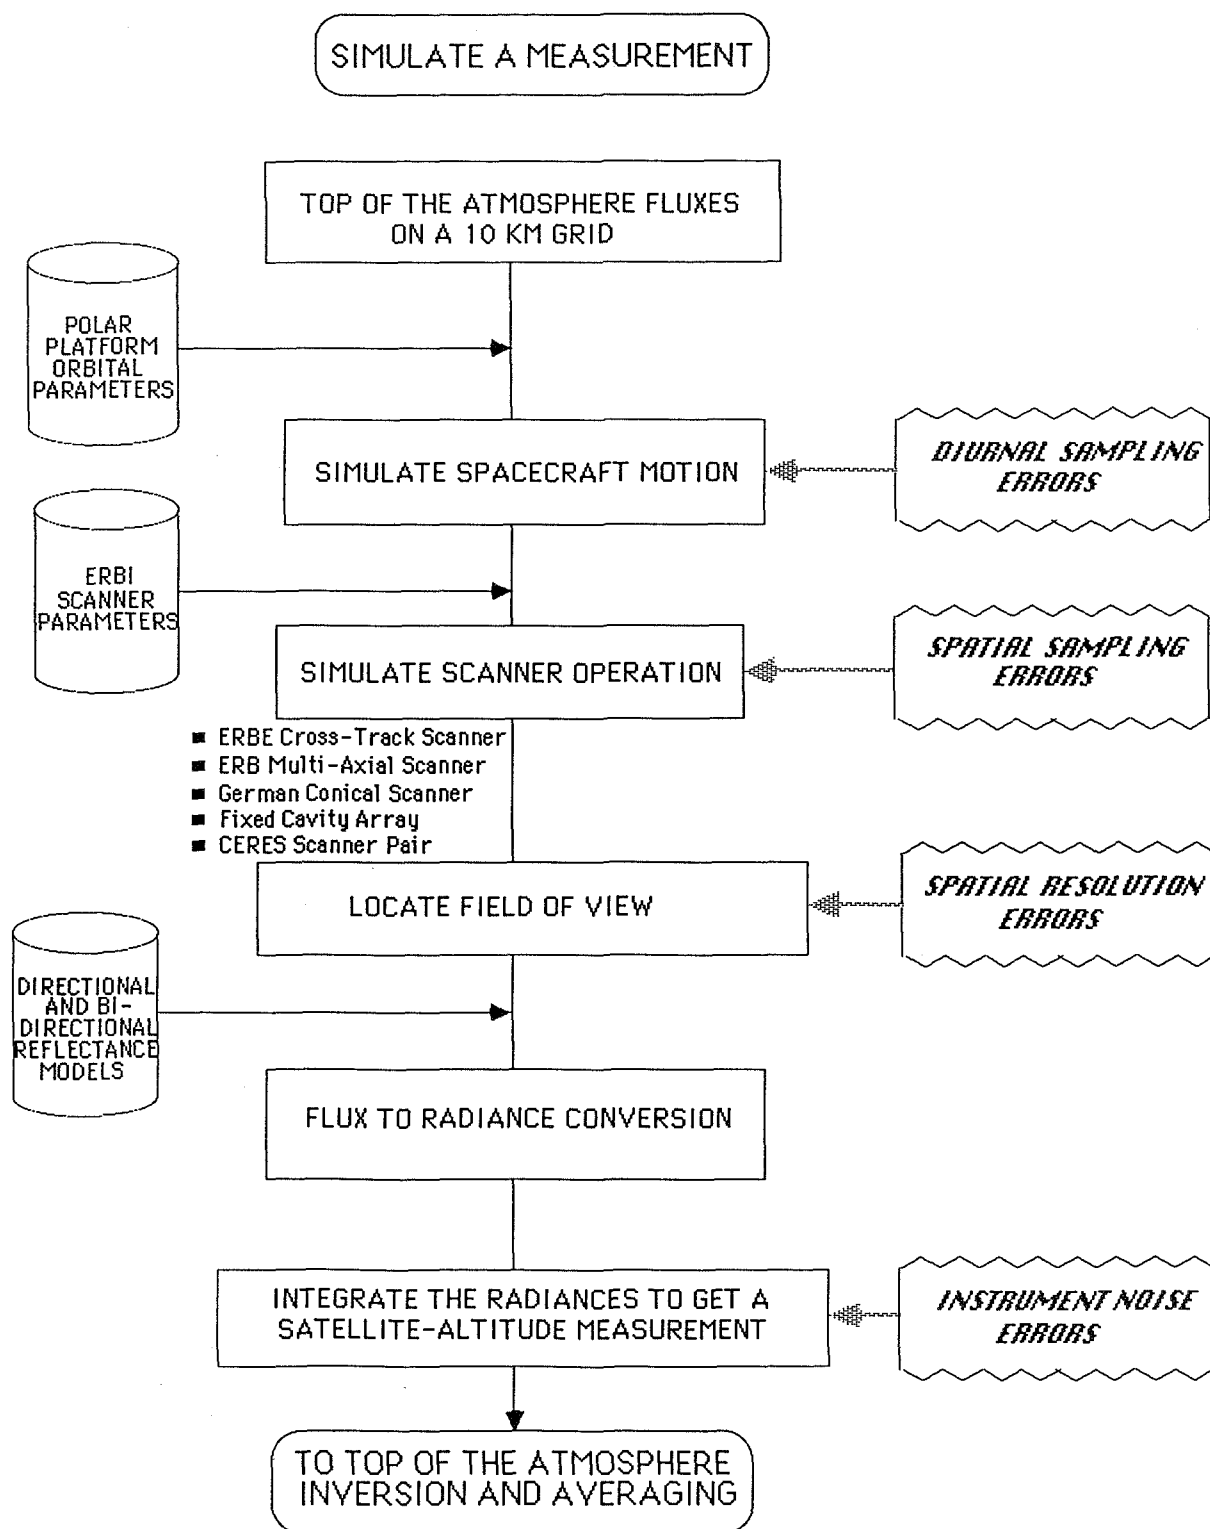 SIMULATE A MEASUREMENT
TOP OF THE ATMOSPHERE FLUXES
ON A 10 KM GRID
POLAR
PLATFORM
ORBITAL
PARAMETERS
SIMULATE SPACECRAFT MOTION
DIURNAL SAMPLING
ERRORS
ERBI
SCANNER
PARAMETERS
SIMULATE SCANNER OPERATION
SPATIAL SAMPLING
ERRORS
■ ERBE Cross-Track Scanner
■ ERB Multi-Axial Scanner
■ German Conical Scanner
■ Fixed Cavity Array
■ CERES Scanner Pair
LOCATE FIELD OF VIEW
SPATIAL RESOLUTION
ERRORS
DIRECTIONAL
AND BI-
DIRECTIONAL
REFLECTANCE
MODELS
FLUX TO RADIANCE CONVERSION
INTEGRATE THE RADIANCES TO GET A
SATELLITE-ALTITUDE MEASUREMENT
INSTRUMENT NOISE
ERRORS
TO TOP OF THE ATMOSPHERE
INVERSION AND AVERAGING